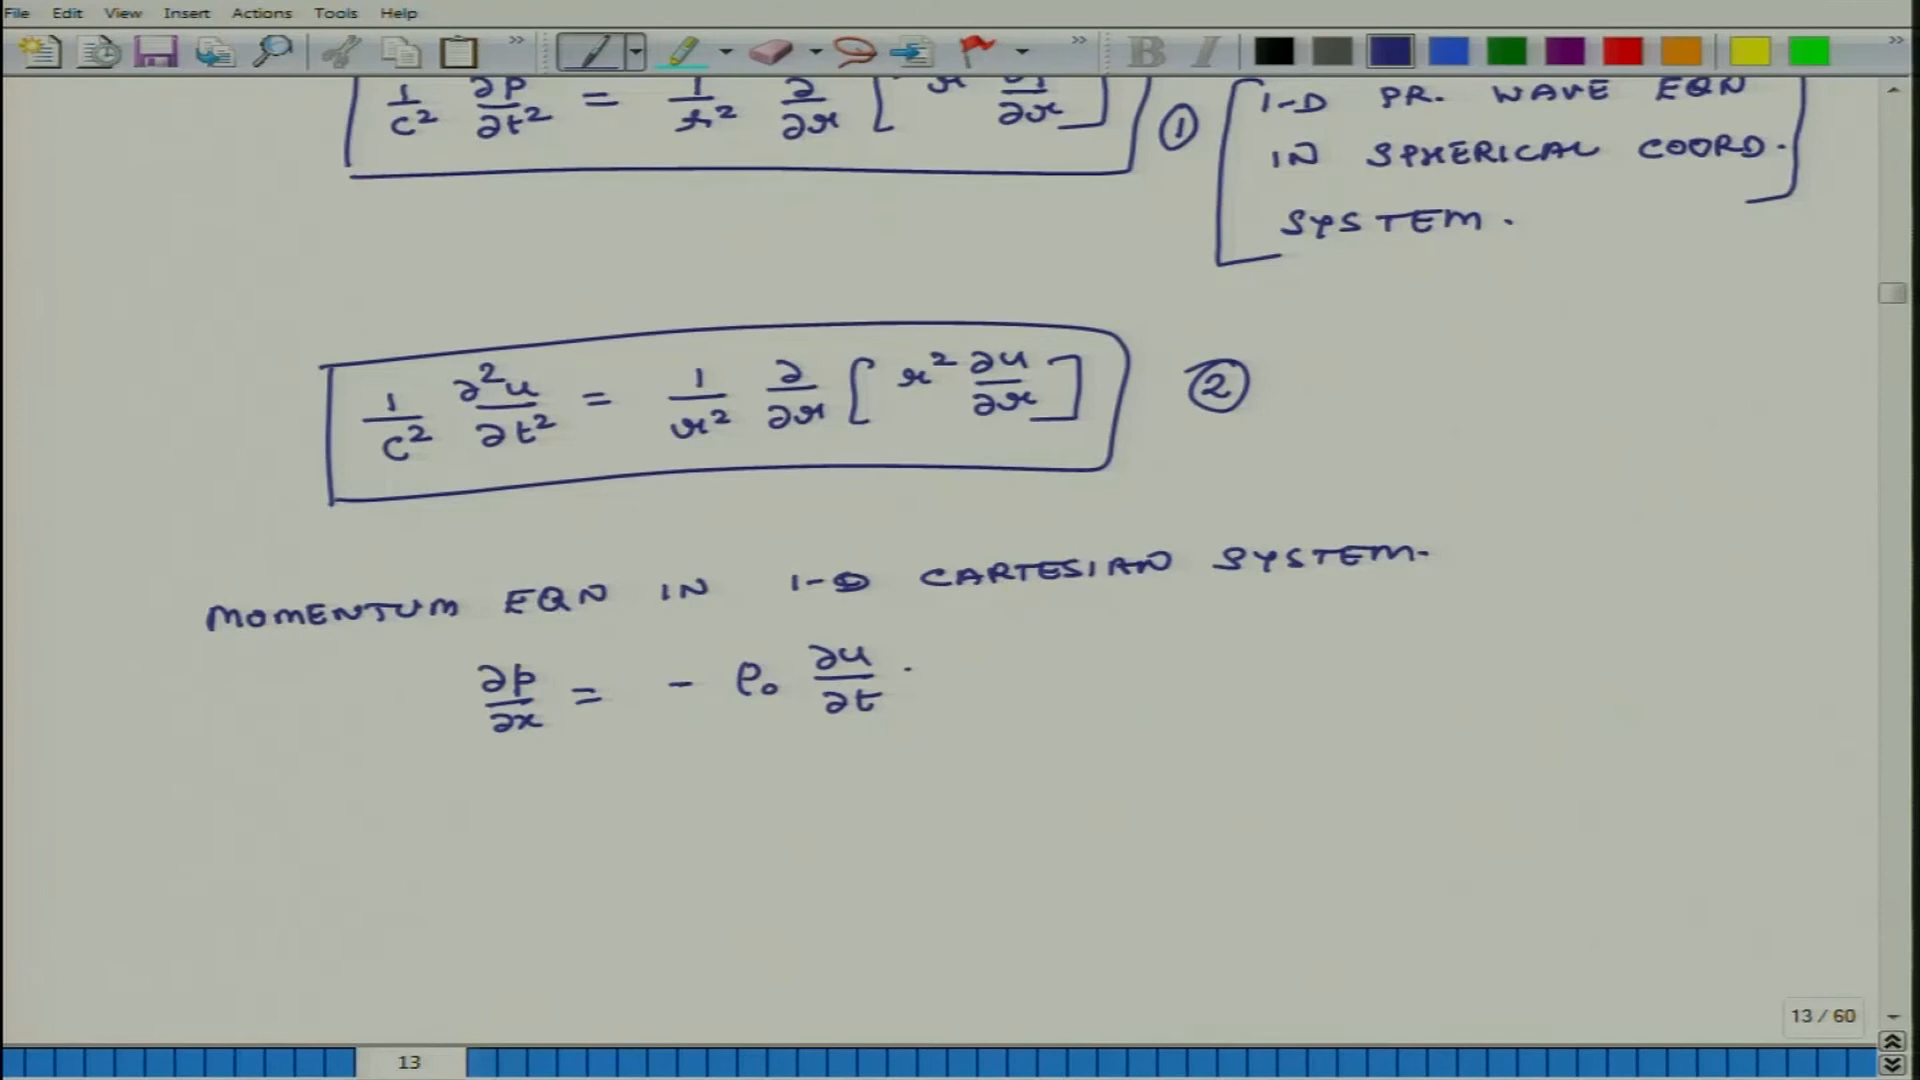 File Edit View Insert Actions Tools Help
B I
1/c² ∂p/∂t² = 1/r² ∂/∂r [ ∂r ] ①
1-D PR. WAVE EQN
IN SPHERICAL COORD.
SYSTEM.
1/c² ∂²u/∂t² = 1/r² ∂/∂r [ r² ∂u/∂r ] ②
MOMENTUM EQN IN 1-D CARTESIAN SYSTEM.
∂p/∂x = - ρ₀ ∂u/∂t .
13 / 60
13